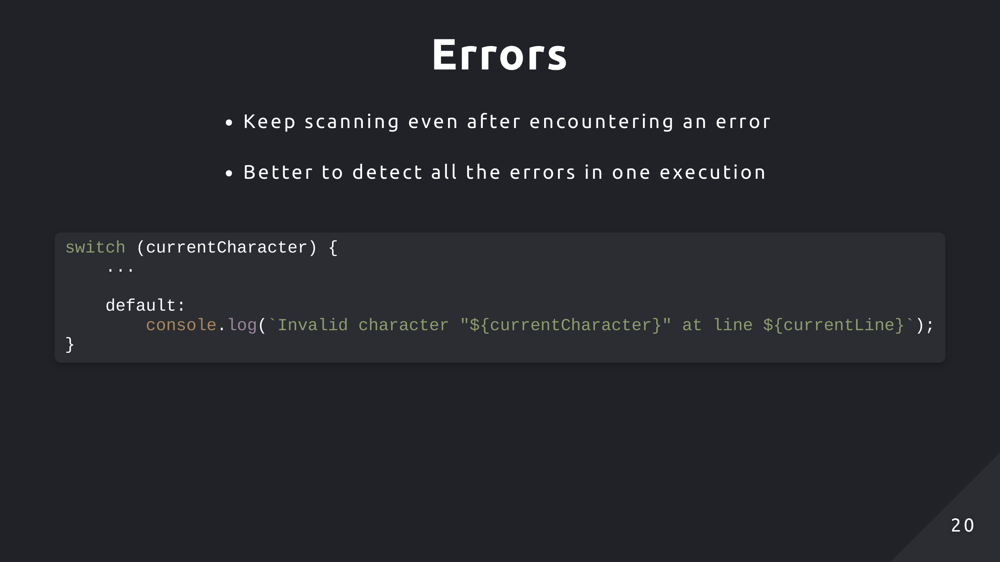 Errors
• Keep scanning even after encountering an error
• Better to detect all the errors in one execution
switch (currentCharacter) {
    ...
    default:
        console.log(`Invalid character "${currentCharacter}" at line ${currentLine}`);
}
20